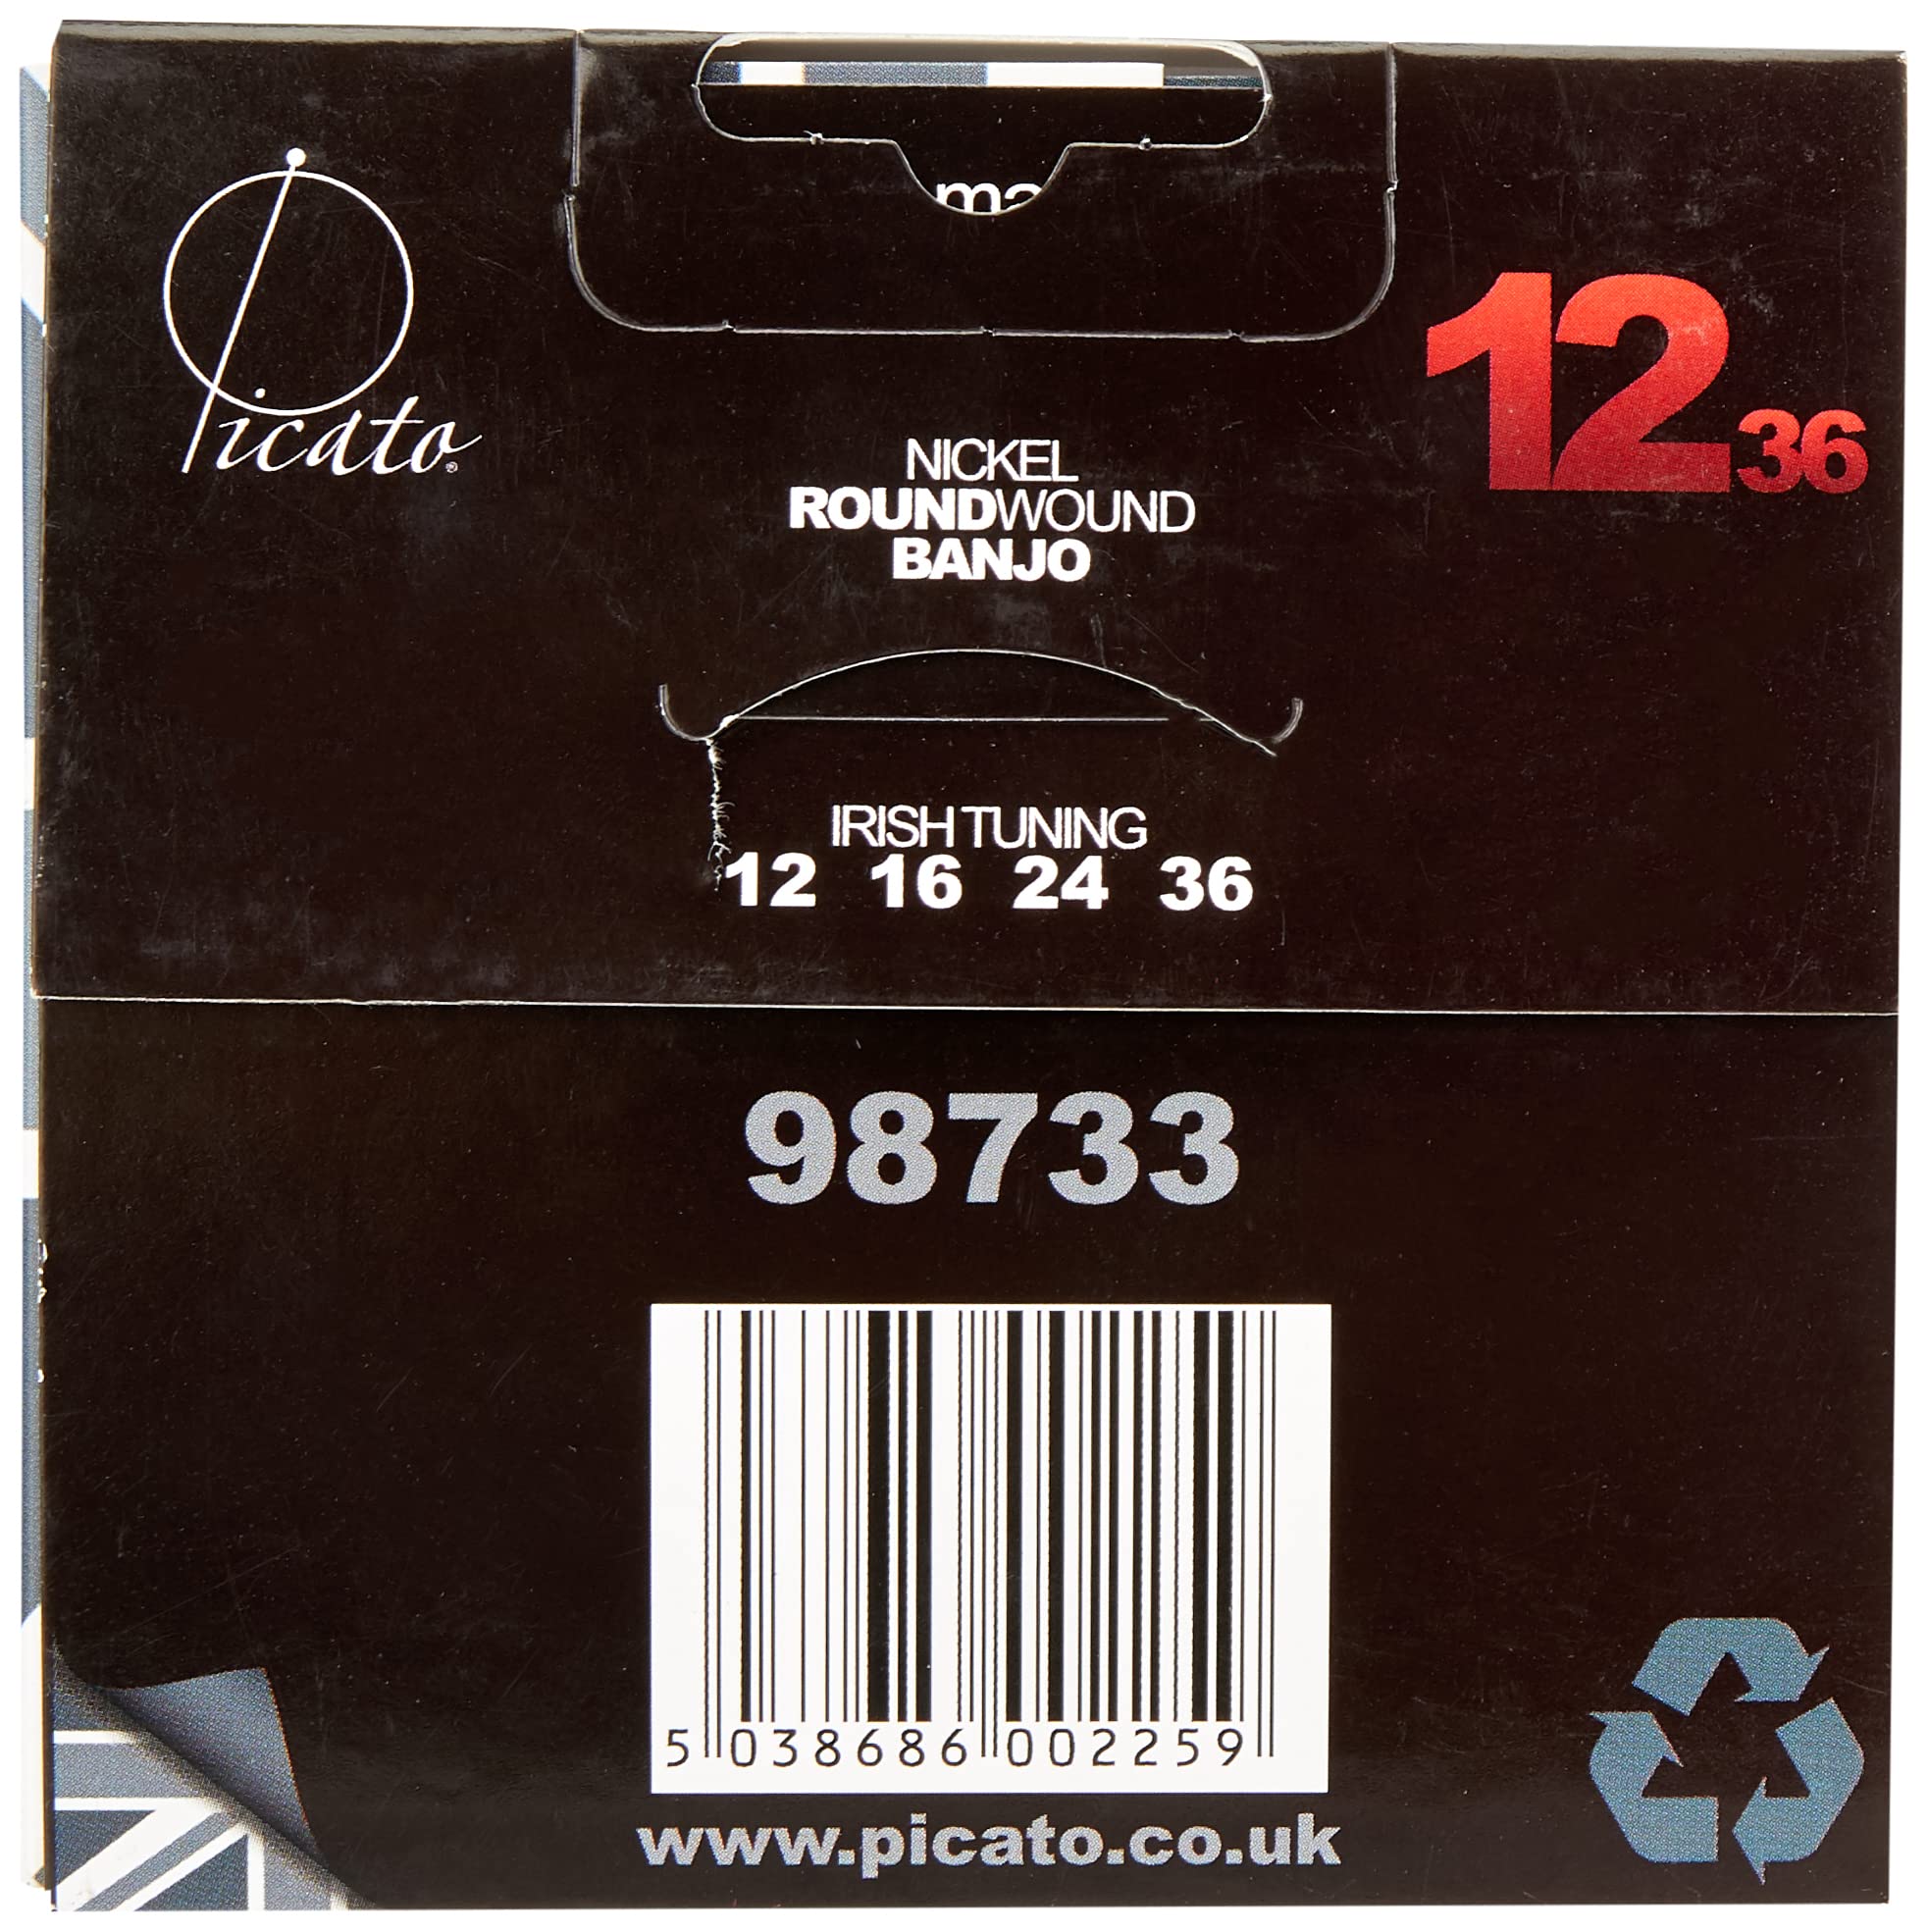 ma
Picato®
12 36
NICKEL
ROUNDWOUND
BANJO
IRISH TUNING
12 16 24 36
98733
5 038686 002259
www.picato.co.uk